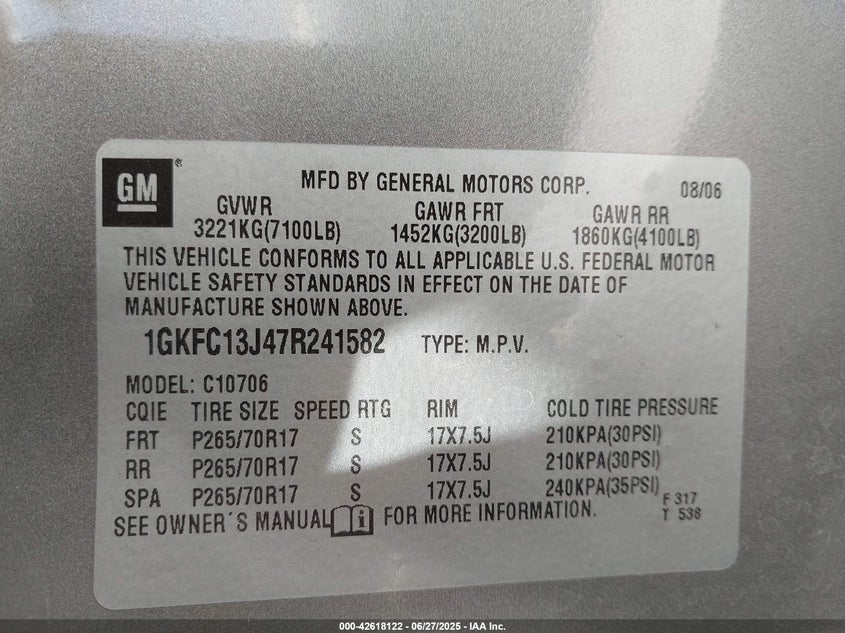 GM ® MFD BY GENERAL MOTORS CORP. 08/06
GVWR GAWR FRT GAWR RR
3221KG(7100LB) 1452KG(3200LB) 1860KG(4100LB)
THIS VEHICLE CONFORMS TO ALL APPLICABLE U.S. FEDERAL MOTOR
VEHICLE SAFETY STANDARDS IN EFFECT ON THE DATE OF
MANUFACTURE SHOWN ABOVE.
1GKFC13J47R241582 TYPE: M.P.V.
MODEL: C10706
CQIE TIRE SIZE SPEED RTG RIM COLD TIRE PRESSURE
FRT P265/70R17 S 17X7.5J 210KPA(30PSI)
RR P265/70R17 S 17X7.5J 210KPA(30PSI)
SPA P265/70R17 S 17X7.5J 240KPA(35PSI) F 317
SEE OWNER´S MANUAL i FOR MORE INFORMATION. T 538
000-42618122 - 06/27/2025 - IAA Inc.